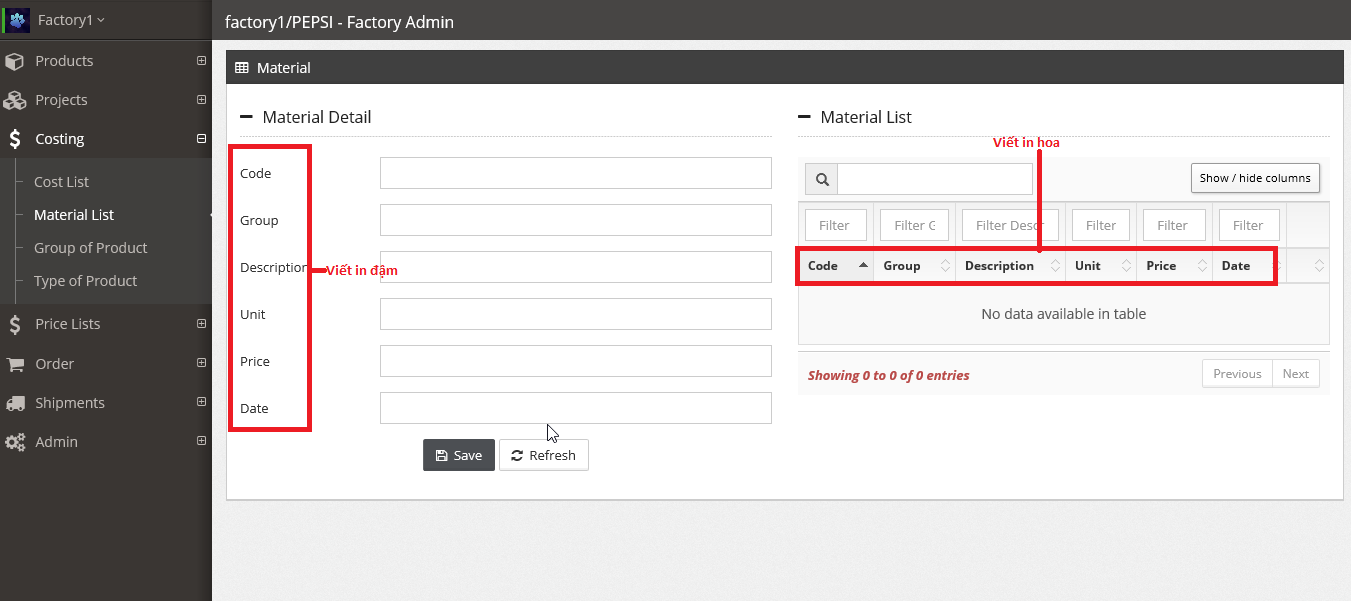 Factory1
factory1/PEPSI - Factory Admin
Products
Projects
Costing
Cost List
Material List
Group of Product
Type of Product
Price Lists
Order
Shipments
Admin
Material
Material Detail
Code
Group
Description
Viết in đậm
Unit
Price
Date
Save Refresh
Material List
Viết in hoa
Show / hide columns
Filter Filter G Filter Descr Filter Filter Filter
Code Group Description Unit Price Date
No data available in table
Showing 0 to 0 of 0 entries
Previous Next